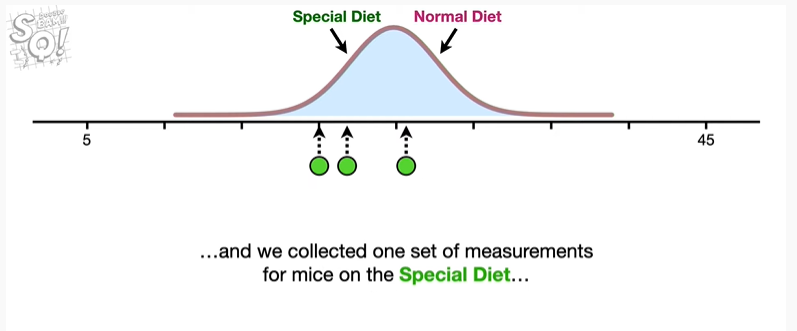 StatQuest!!!
Special Diet Normal Diet
5 45
…and we collected one set of measurements
for mice on the Special Diet…